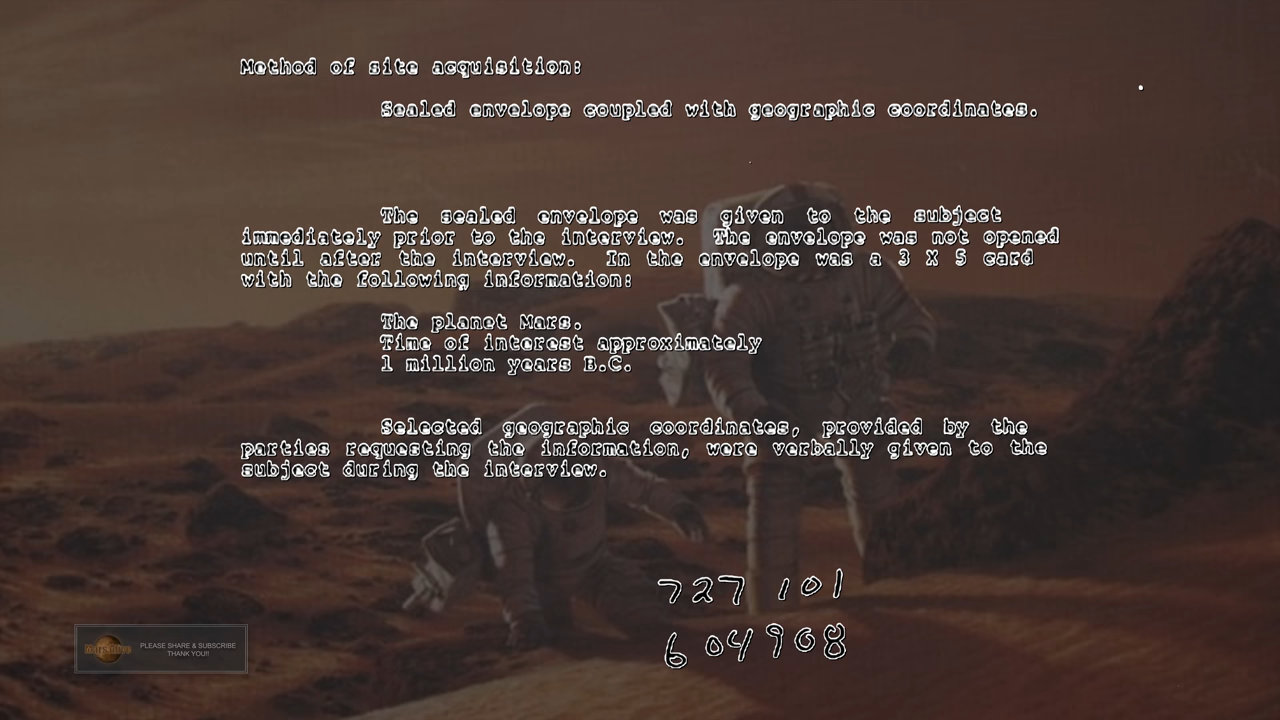 Method of site acquisition:
Sealed envelope coupled with geographic coordinates.
The sealed envelope was given to the subject
immediately prior to the interview. The envelope was not opened
until after the interview. In the envelope was a 3 X 5 card
with the following information:
The planet Mars.
Time of interest approximately
1 million years B.C.
Selected geographic coordinates, provided by the
parties requesting the information, were verbally given to the
subject during the interview.
727 101
604908
PLEASE SHARE & SUBSCRIBE
THANK YOU!!